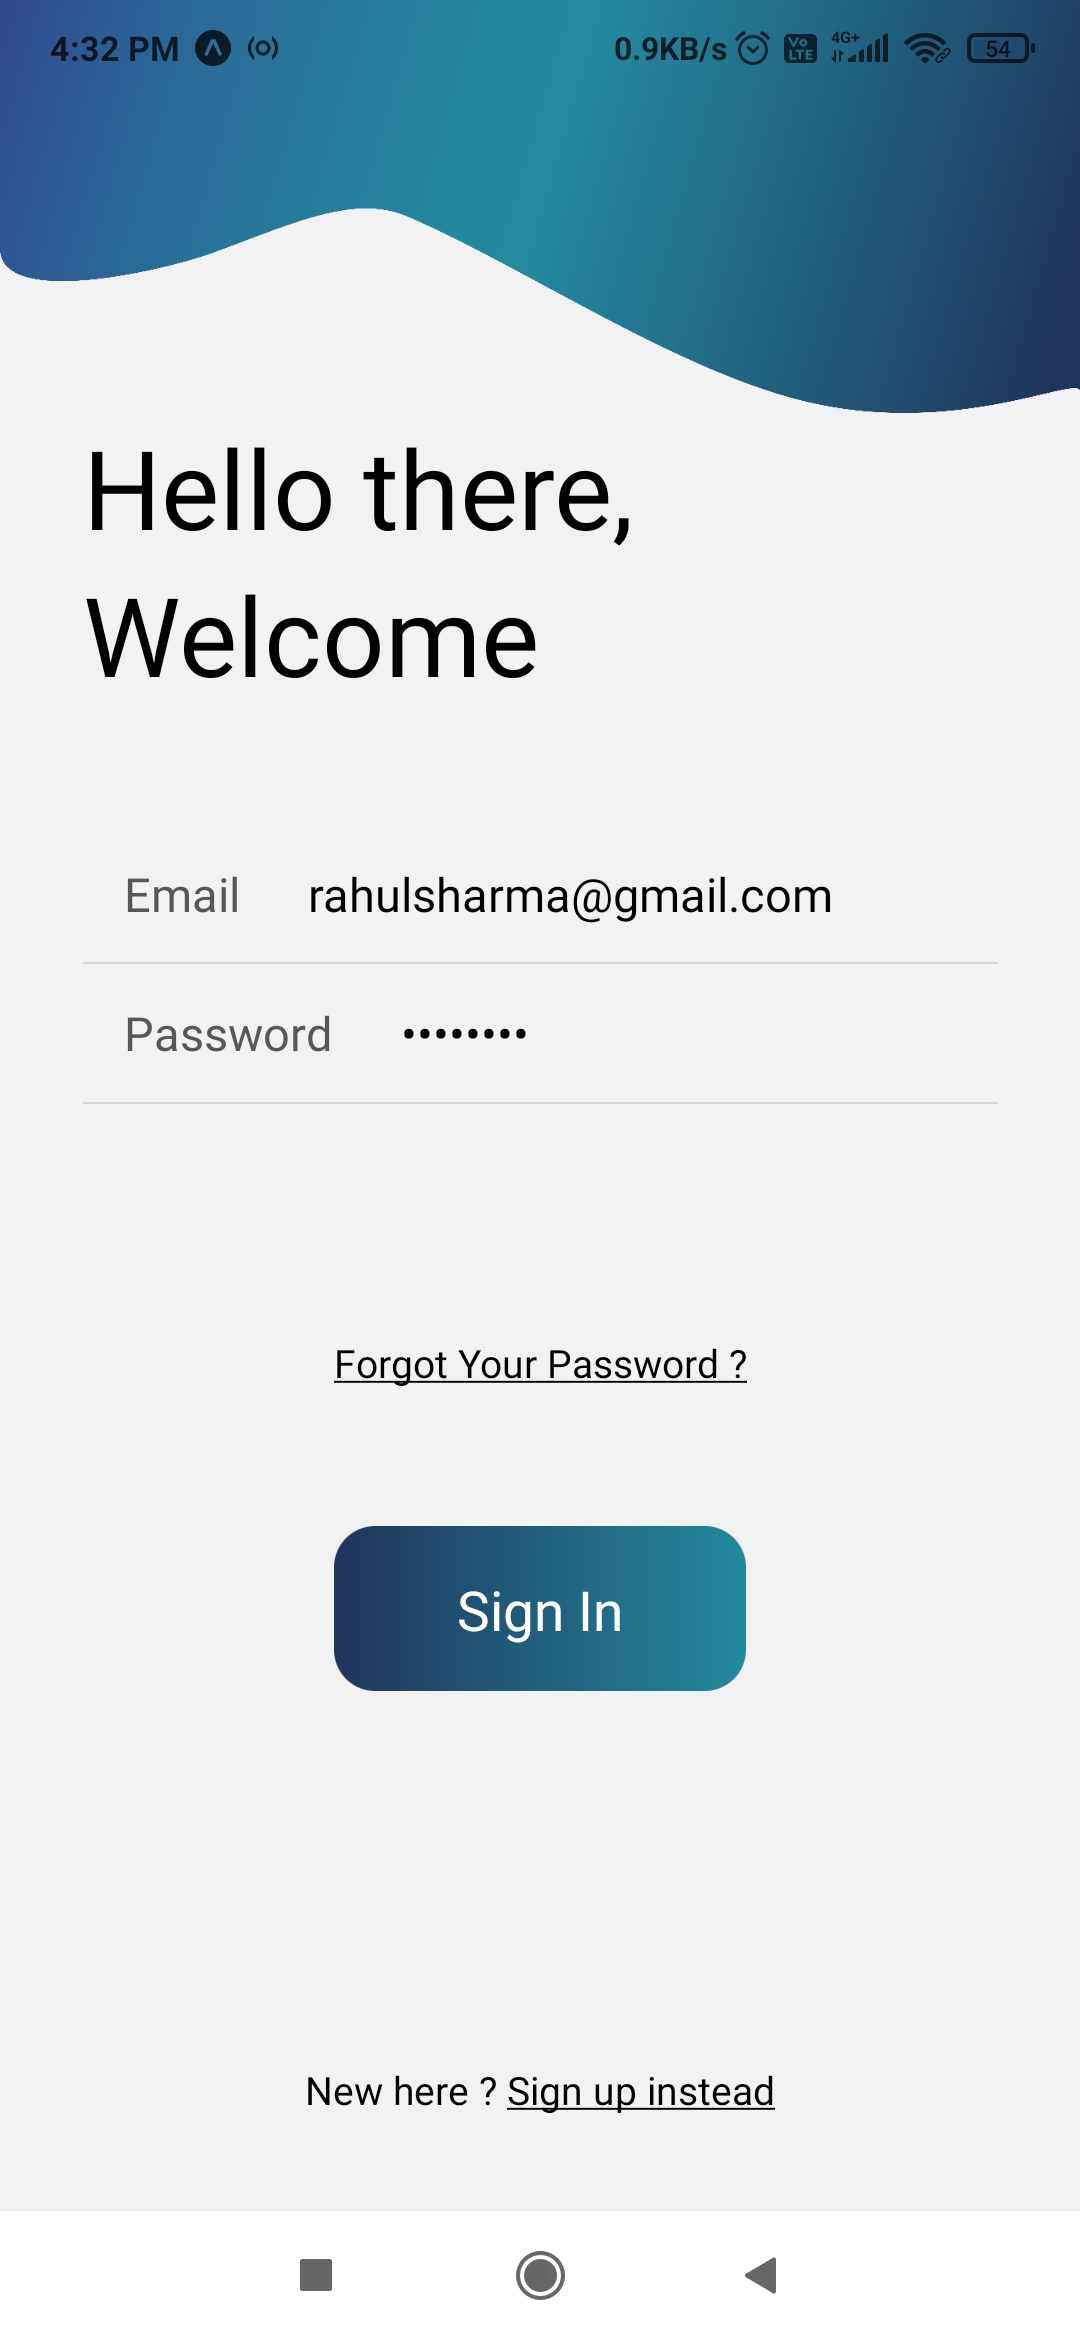 4:32 PM 0.9KB/s Vo LTE 4G+ 54
Hello there,
Welcome
Email rahulsharma@gmail.com
Password ••••••••
Forgot Your Password ?
Sign In
New here ? Sign up instead